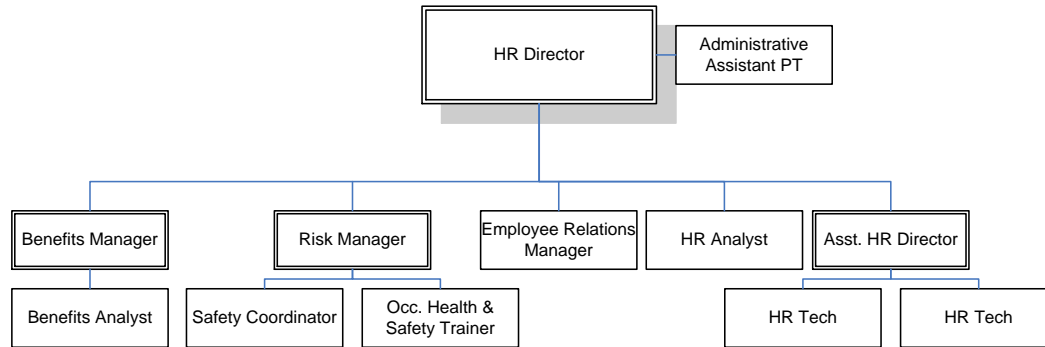 HR Director
Administrative
Assistant PT
Benefits Manager
Risk Manager
Employee Relations
Manager
HR Analyst
Asst. HR Director
Benefits Analyst
Safety Coordinator
Occ. Health &
Safety Trainer
HR Tech
HR Tech